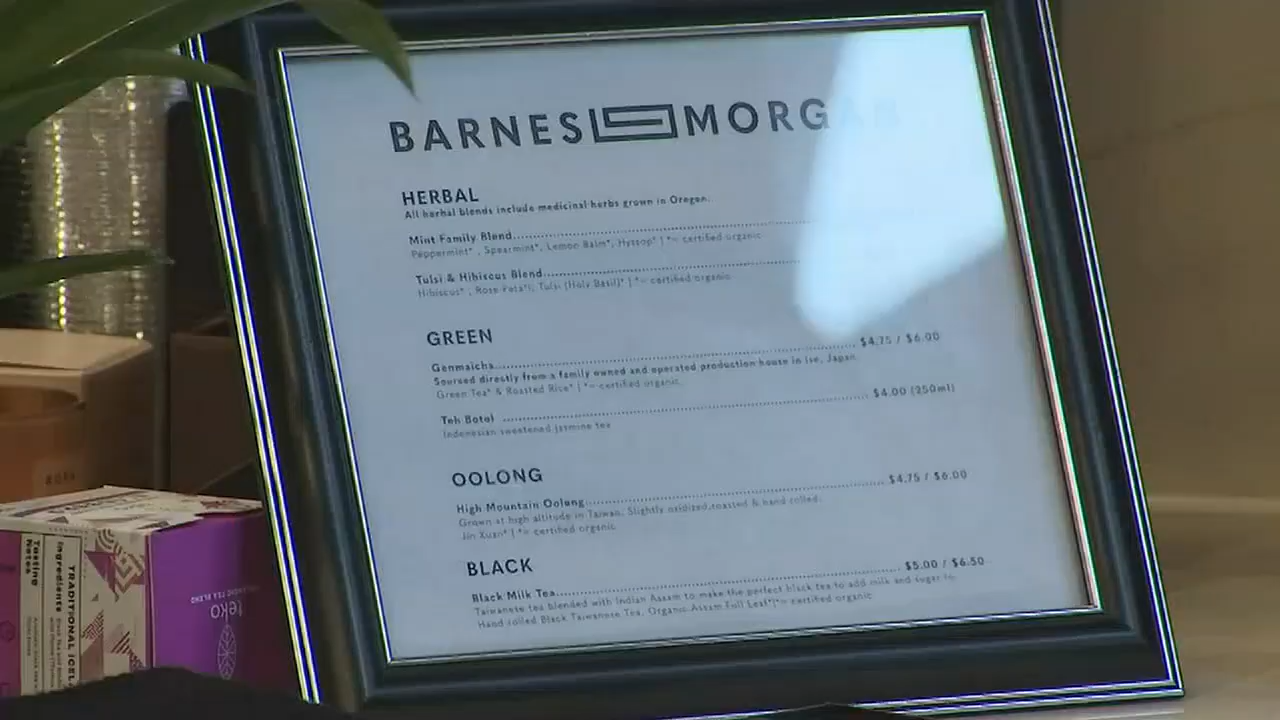 BARNES MORGAN
HERBAL
All herbal blends include medicinal herbs grown in Oregon.
Mint Family Blend
Peppermint*, Spearmint*, Lemon Balm*, Hyssop* | *= certified organic
Tulsi & Hibiscus Blend
Hibiscus*, Rose Petal*, Tulsi (Holy Basil)* | *= certified organic
GREEN
Genmaicha $4.75 / $6.00
Sourced directly from a family owned and operated production house in Ise, Japan.
Green Tea* & Roasted Rice* | *= certified organic
Teh Botol $4.00 (250ml)
Indonesian sweetened jasmine tea
OOLONG
High Mountain Oolong $4.75 / $6.00
Grown at high altitude in Taiwan. Slightly oxidized, toasted & hand rolled.
Jin Xuan* | *= certified organic
BLACK
Black Milk Tea $5.00 / $6.50
Taiwanese tea blended with Indian Assam to make the perfect black tea to add milk and sugar to.
Hand rolled Black Taiwanese Tea, Organic Assam Full Leaf* | *= certified organic
teko
TEA BLEND
TRADITIONAL ICEL
Ingredients
Tasting
Notes